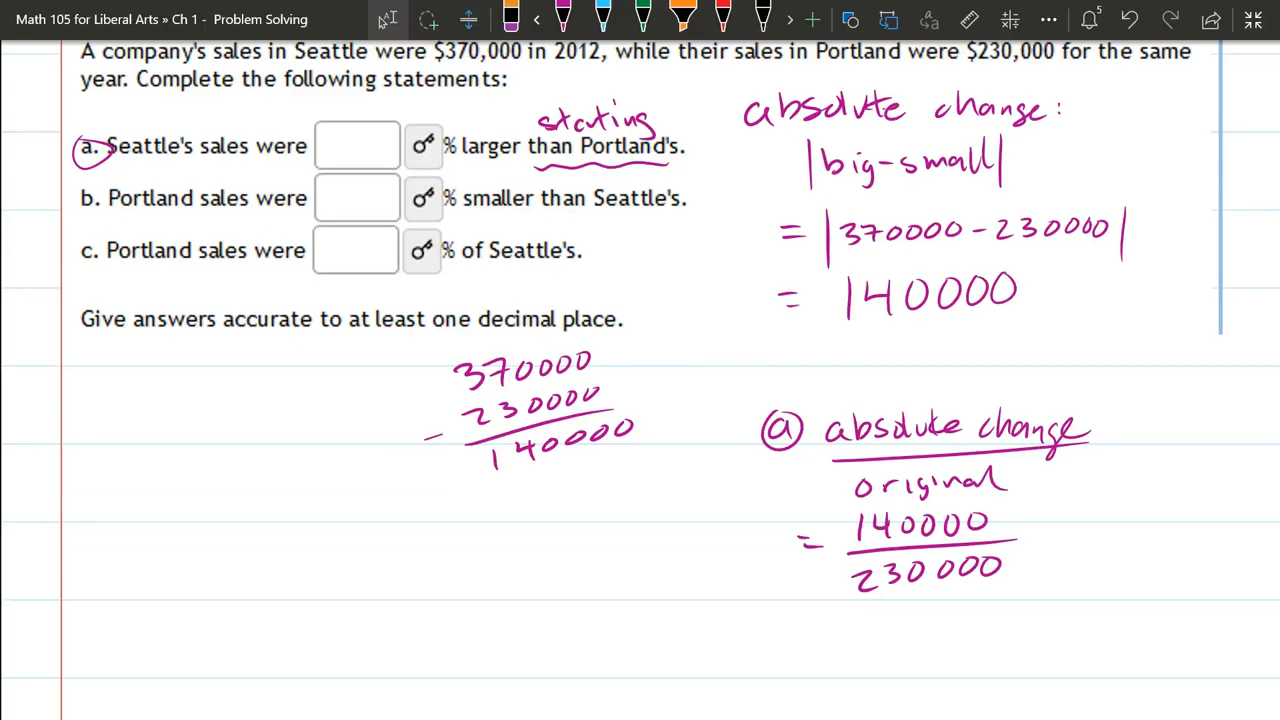 Math 105 for Liberal Arts » Ch 1 - Problem Solving
5
A company's sales in Seattle were $370,000 in 2012, while their sales in Portland were $230,000 for the same
year. Complete the following statements:
a. Seattle's sales were % larger than Portland's.
starting
b. Portland sales were % smaller than Seattle's.
c. Portland sales were % of Seattle's.
Give answers accurate to at least one decimal place.
370000
230000
-
140000
absolute change:
|big-small|
= |370000-230000|
= 140000
ⓐ absolute change
original
= 140000
230000